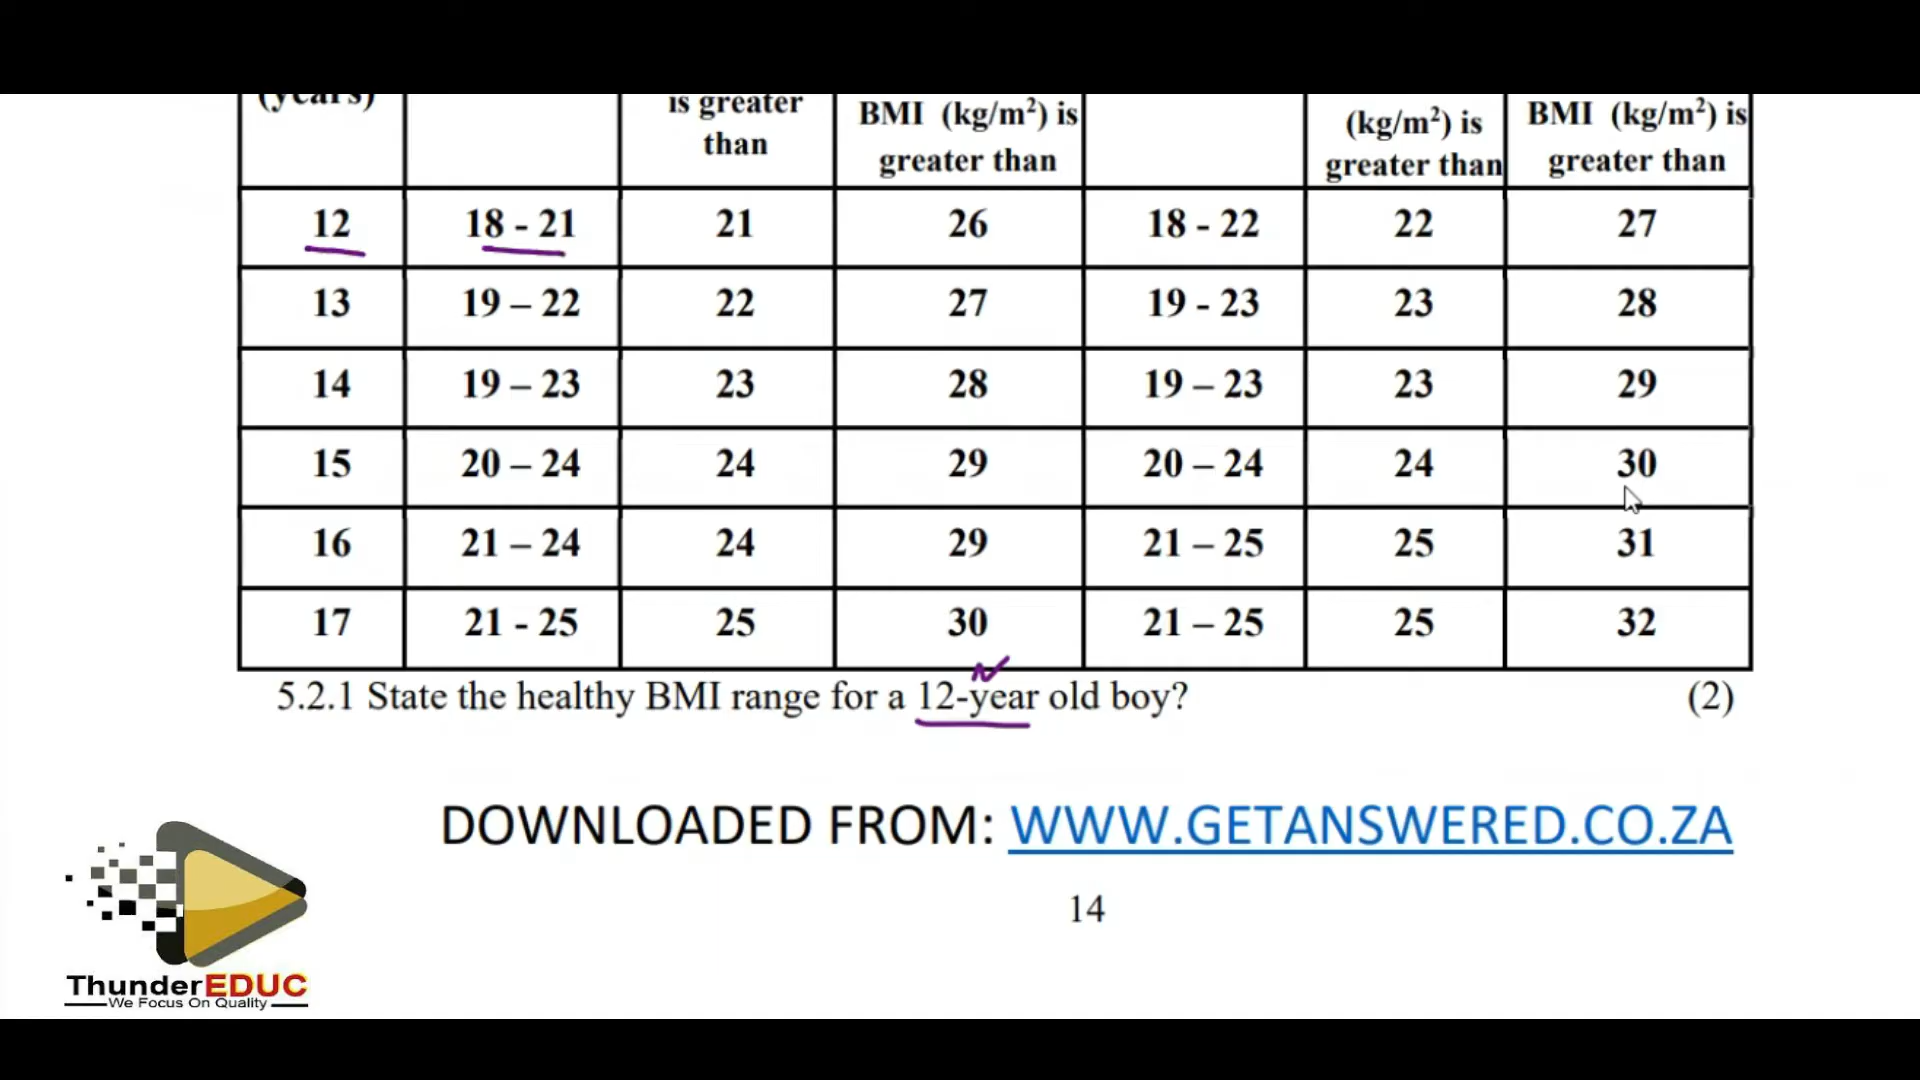 (years)
is greater
than
BMI (kg/m²) is
greater than
(kg/m²) is
greater than
BMI (kg/m²) is
greater than
12 18 - 21 21 26 18 - 22 22 27
13 19 – 22 22 27 19 - 23 23 28
14 19 – 23 23 28 19 – 23 23 29
15 20 – 24 24 29 20 – 24 24 30
16 21 – 24 24 29 21 – 25 25 31
17 21 - 25 25 30 21 – 25 25 32
5.2.1 State the healthy BMI range for a 12-year old boy? (2)
DOWNLOADED FROM: WWW.GETANSWERED.CO.ZA
14
ThunderEDUC
We Focus On Quality